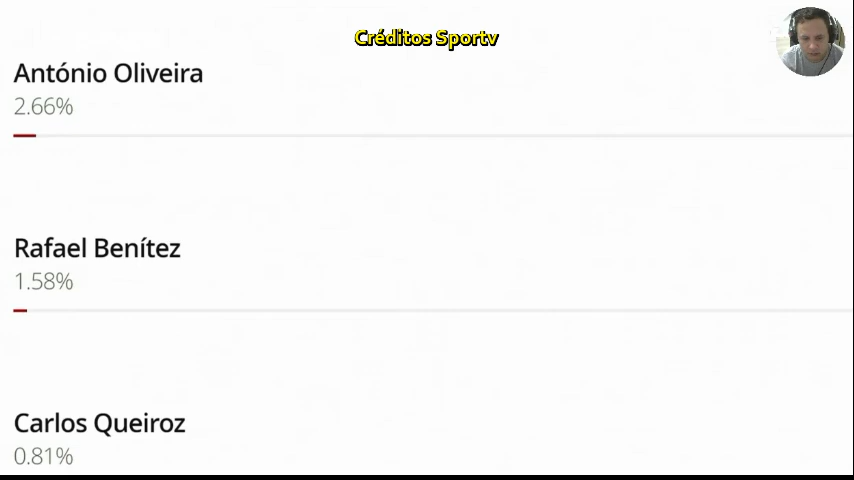 Créditos Sportv
António Oliveira
2.66%
Rafael Benítez
1.58%
Carlos Queiroz
0.81%